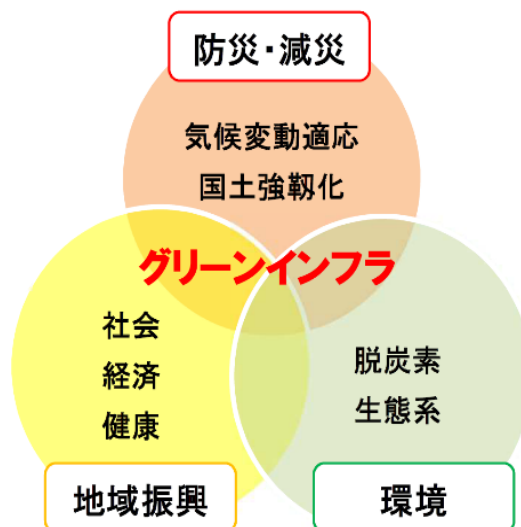 防災・減災
気候変動適応
国土強靱化
グリーンインフラ
社会
経済
健康
脱炭素
生態系
地域振興
環境